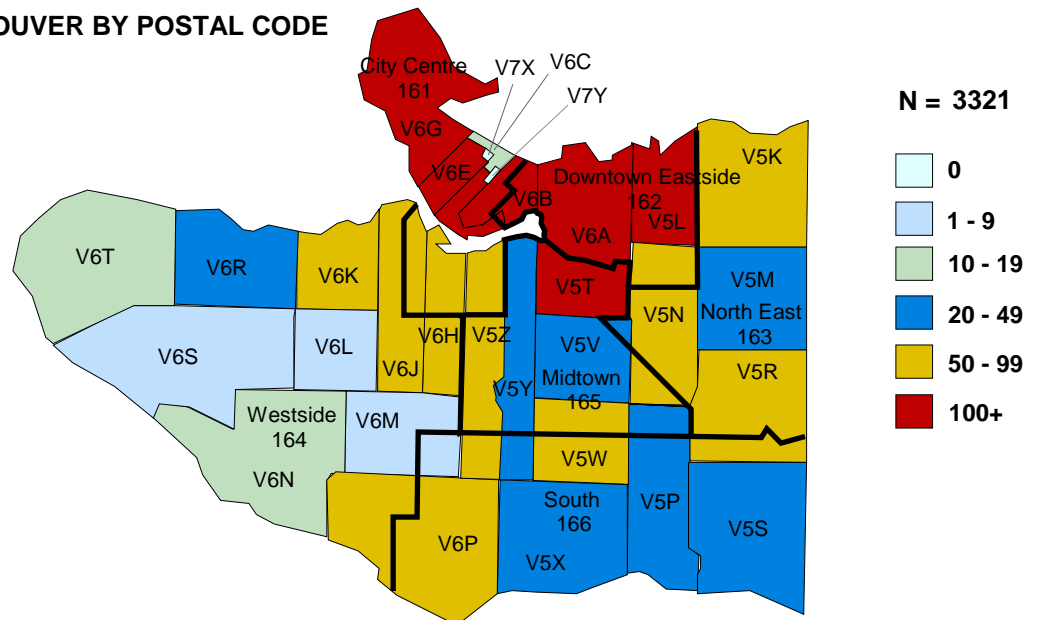 OUVER BY POSTAL CODE
City Centre
161
V7X
V6C
V7Y
N = 3321
V6G
V6E
V6B
Downtown Eastside
162
V5K
0
1 - 9
10 - 19
20 - 49
50 - 99
100+
V6A
V5L
V6T
V6R
V6K
V5T
V5M
North East
163
V6S
V6L
V6J
V6H
V5Z
V5Y
V5V
Midtown
165
V5N
V5R
Westside
164
V6M
V6N
V5W
South
166
V5P
V5S
V6P
V5X